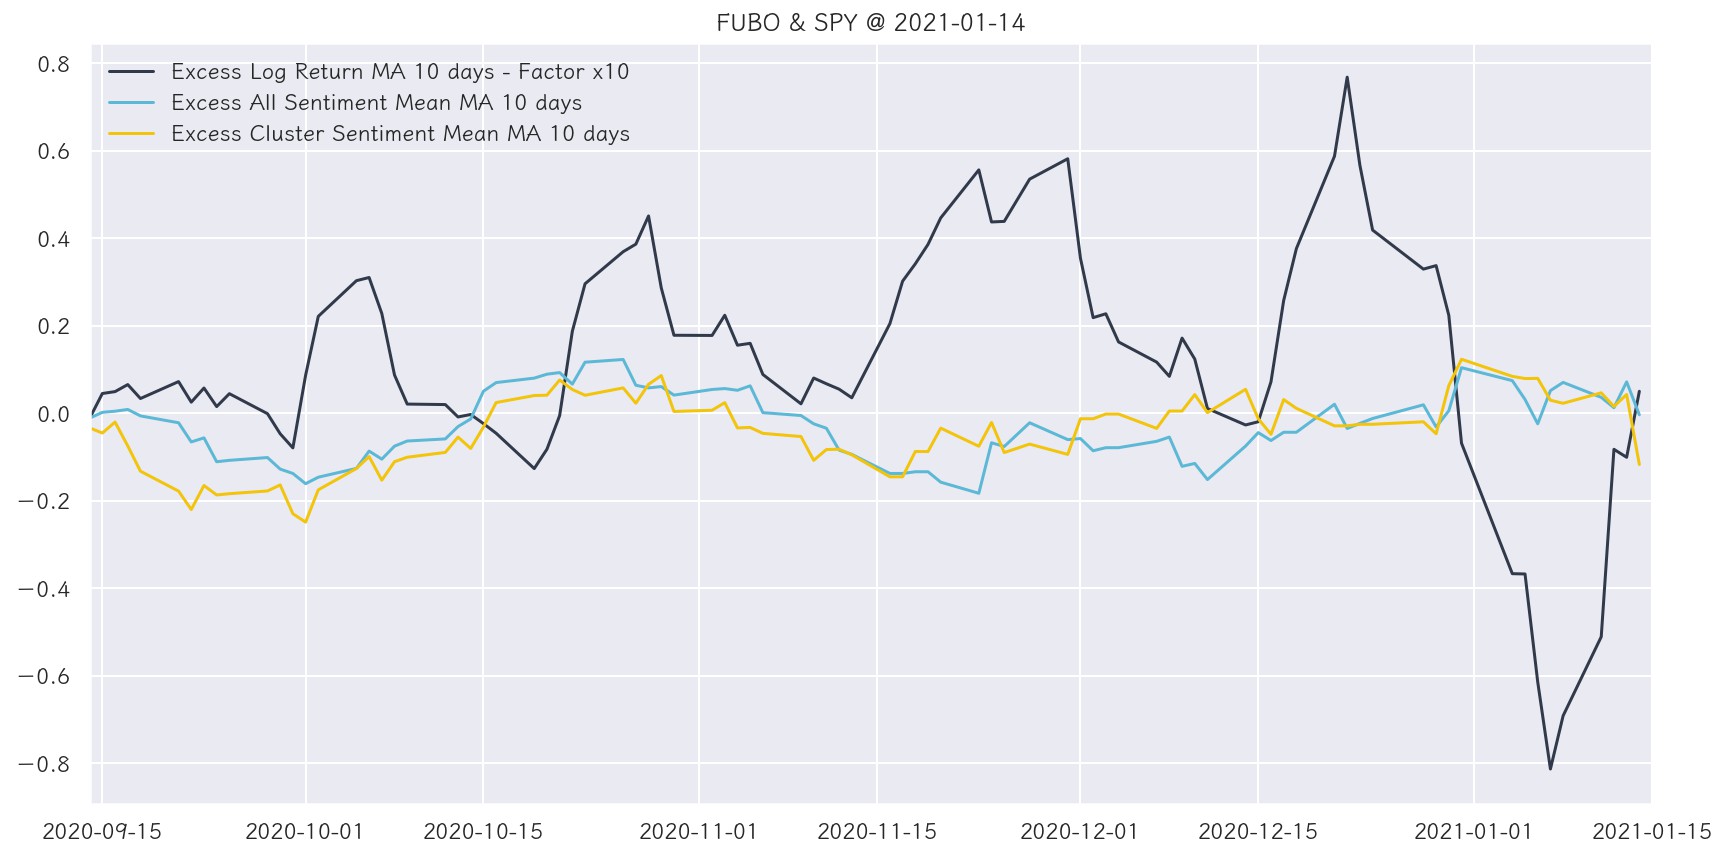 FUBO & SPY @ 2021-01-14
0.8
0.6
0.4
0.2
0.0
−0.2
−0.4
−0.6
−0.8
Excess Log Return MA 10 days - Factor x10
Excess All Sentiment Mean MA 10 days
Excess Cluster Sentiment Mean MA 10 days
2020-09-15 2020-10-01 2020-10-15 2020-11-01 2020-11-15 2020-12-01 2020-12-15 2021-01-01 2021-01-15